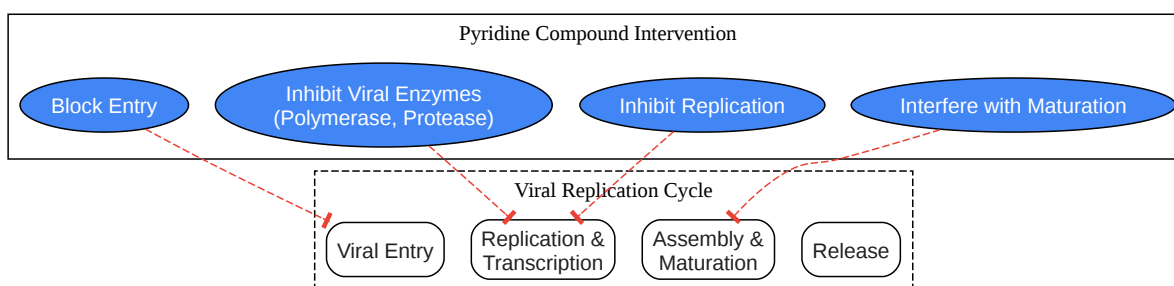 Pyridine Compound Intervention
Block Entry
Inhibit Viral Enzymes
(Polymerase, Protease)
Inhibit Replication
Interfere with Maturation
Viral Replication Cycle
Viral Entry
Replication &
Transcription
Assembly &
Maturation
Release